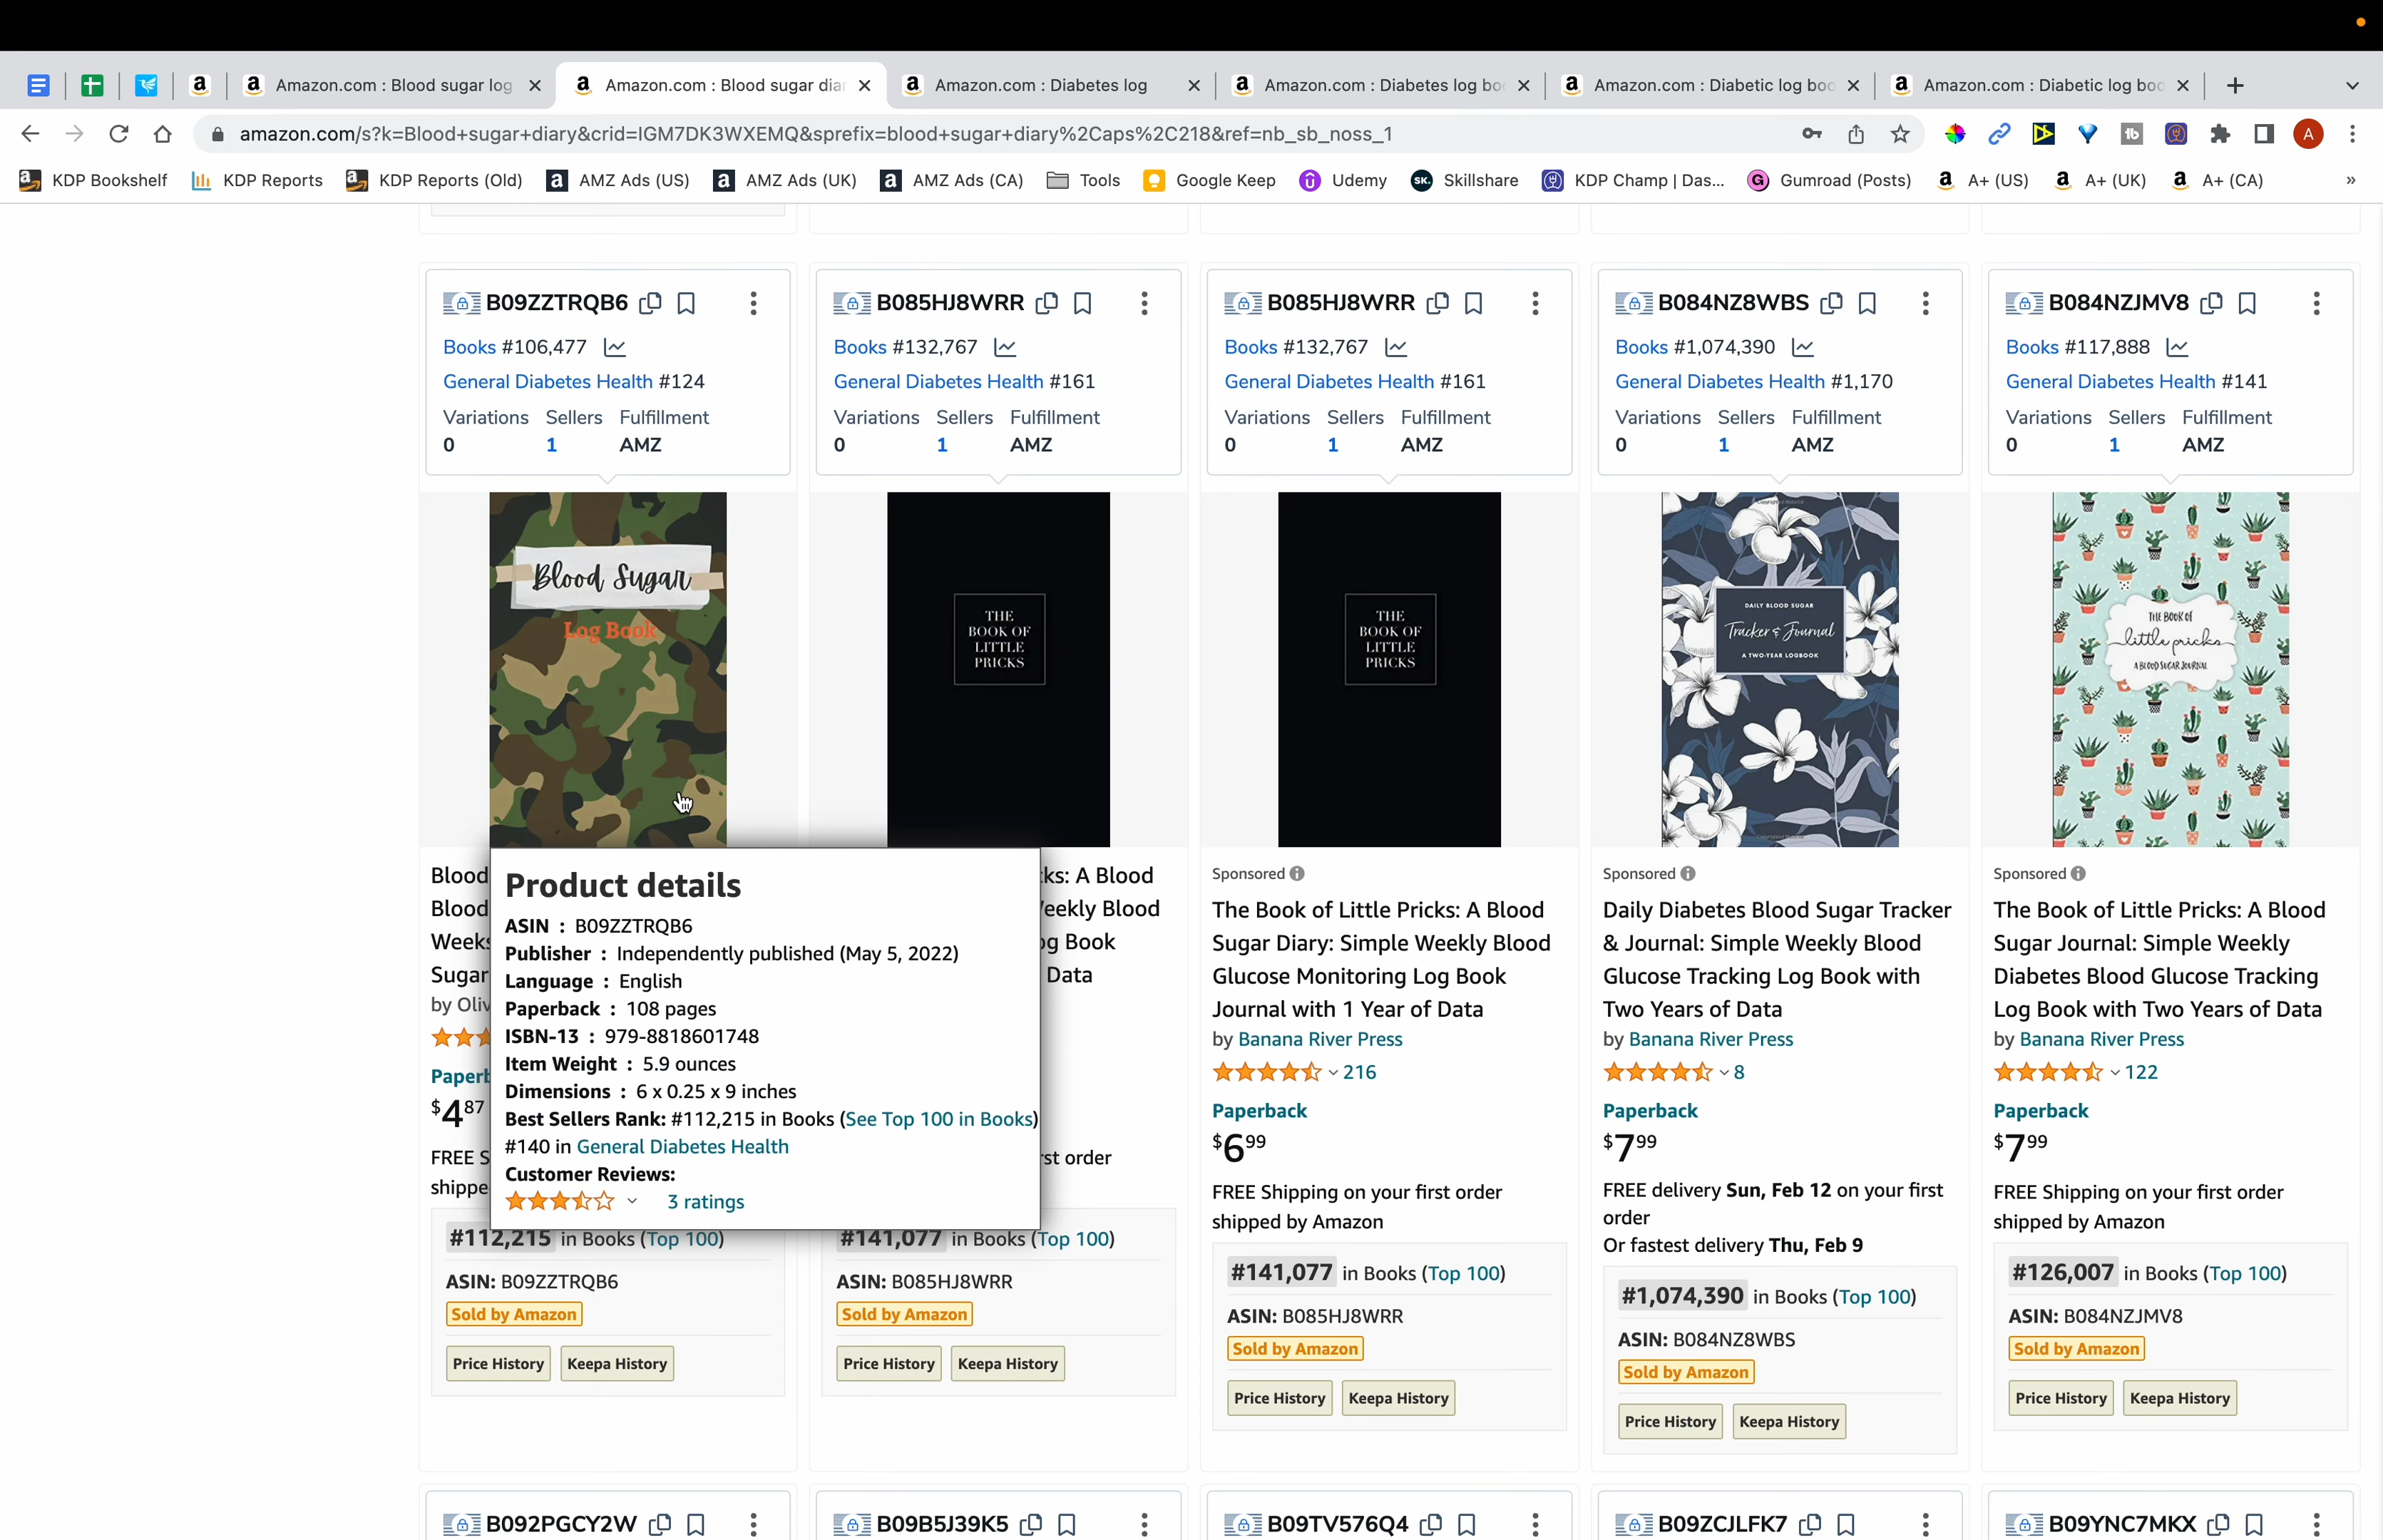 Amazon.com : Blood sugar log
Amazon.com : Blood sugar diar
Amazon.com : Diabetes log
Amazon.com : Diabetes log boo
Amazon.com : Diabetic log boo
Amazon.com : Diabetic log boo
amazon.com/s?k=Blood+sugar+diary&crid=IGM7DK3WXEMQ&sprefix=blood+sugar+diary%2Caps%2C218&ref=nb_sb_noss_1
A
KDP Bookshelf
KDP Reports
KDP Reports (Old)
AMZ Ads (US)
AMZ Ads (UK)
AMZ Ads (CA)
Tools
Google Keep
Udemy
SK.
Skillshare
KDP Champ | Das...
Gumroad (Posts)
A+ (US)
A+ (UK)
A+ (CA)
»
B09ZZTRQB6
Books #106,477
General Diabetes Health #124
Variations Sellers Fulfillment
0 1 AMZ
B085HJ8WRR
Books #132,767
General Diabetes Health #161
Variations Sellers Fulfillment
0 1 AMZ
B085HJ8WRR
Books #132,767
General Diabetes Health #161
Variations Sellers Fulfillment
0 1 AMZ
B084NZ8WBS
Books #1,074,390
General Diabetes Health #1,170
Variations Sellers Fulfillment
0 1 AMZ
B084NZJMV8
Books #117,888
General Diabetes Health #141
Variations Sellers Fulfillment
0 1 AMZ
Blood Sugar
Log Book
THE
BOOK OF
LITTLE
PRICKS
THE
BOOK OF
LITTLE
PRICKS
DAILY BLOOD SUGAR
Tracker & Journal
A TWO-YEAR LOGBOOK
THE BOOK OF
little pricks
A BLOOD SUGAR JOURNAL
Blood
Blood
Weeks
Sugar
by Oliv
Paperb
$4 87
FREE S
shippe
Product details
ASIN : B09ZZTRQB6
Publisher : Independently published (May 5, 2022)
Language : English
Paperback : 108 pages
ISBN-13 : 979-8818601748
Item Weight : 5.9 ounces
Dimensions : 6 x 0.25 x 9 inches
Best Sellers Rank: #112,215 in Books (See Top 100 in Books)
#140 in General Diabetes Health
Customer Reviews:
3 ratings
#112,215 in Books (Top 100)
ASIN: B09ZZTRQB6
Sold by Amazon
Price History Keepa History
cks: A Blood
Weekly Blood
og Book
Data
rst order
#141,077 in Books (Top 100)
ASIN: B085HJ8WRR
Sold by Amazon
Price History Keepa History
Sponsored
The Book of Little Pricks: A Blood
Sugar Diary: Simple Weekly Blood
Glucose Monitoring Log Book
Journal with 1 Year of Data
by Banana River Press
216
Paperback
$6 99
FREE Shipping on your first order
shipped by Amazon
#141,077 in Books (Top 100)
ASIN: B085HJ8WRR
Sold by Amazon
Price History Keepa History
Sponsored
Daily Diabetes Blood Sugar Tracker
& Journal: Simple Weekly Blood
Glucose Tracking Log Book with
Two Years of Data
by Banana River Press
8
Paperback
$7 99
FREE delivery Sun, Feb 12 on your first
order
Or fastest delivery Thu, Feb 9
#1,074,390 in Books (Top 100)
ASIN: B084NZ8WBS
Sold by Amazon
Price History Keepa History
Sponsored
The Book of Little Pricks: A Blood
Sugar Journal: Simple Weekly
Diabetes Blood Glucose Tracking
Log Book with Two Years of Data
by Banana River Press
122
Paperback
$7 99
FREE Shipping on your first order
shipped by Amazon
#126,007 in Books (Top 100)
ASIN: B084NZJMV8
Sold by Amazon
Price History Keepa History
B092PGCY2W
B09B5J39K5
B09TV576Q4
B09ZCJLFK7
B09YNC7MKX